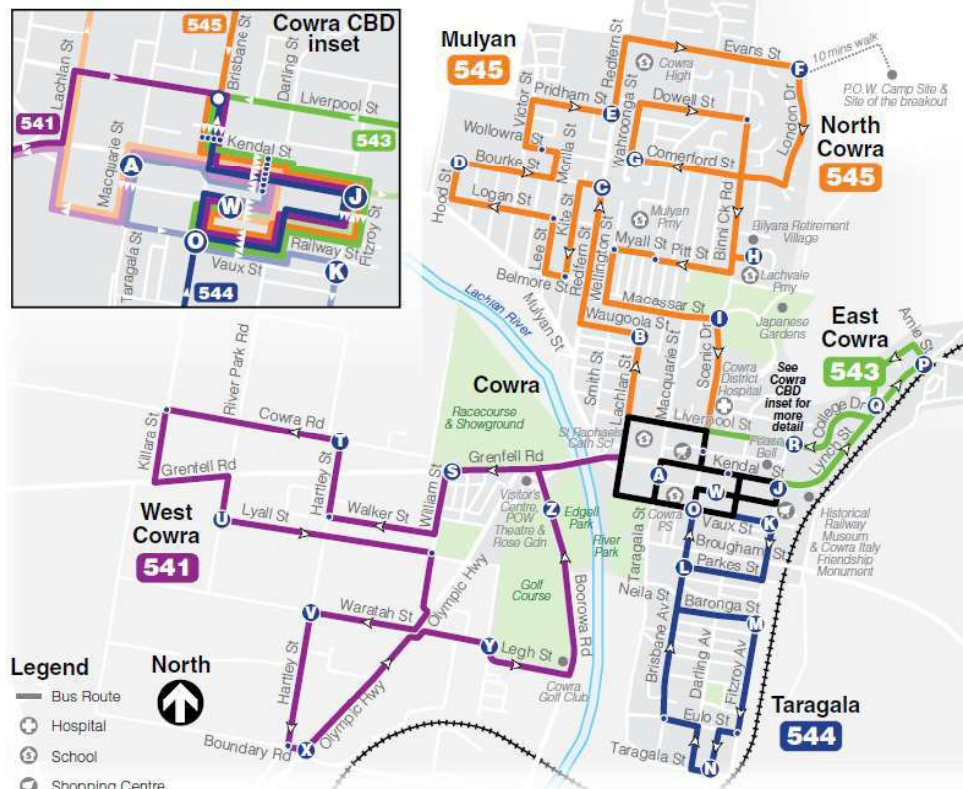 Cowra CBD
inset
545
Brisbane St
Darling St
Lachlan St
Liverpool St
541
543
Kendal St
Macquarie St
A
W
J
O
Railway St
Fitzroy St
Vaux St
K
Taragala St
544
Mulyan
545
Redfern St
Evans St
F
10 mins walk
Cowra
High
P.O.W. Camp Site &
Site of the breakout
Victor St
Pridham St
E
Nahroonga St
Dowell St
London Dr
Wollowra St
Morilla St
North
Cowra
545
D
Bourke St
G
Comerford St
Hood St
Logan St
Kite St
C
Binni Ck Rd
Mulyan
Prmy
Bilyara Retirement
Village
Lee St
Redfern St
Wellington St
Myall St
Pitt St
H
Lachvale
Prmy
Belmore St
Macassar St
Lachlan River
Mulyan St
Waugoola St
I
Japanese
Gardens
B
East
Cowra
543
Amie St
Smith St
Lachlan St
Macquarie St
Scenic Dr
Cowra
District
Hospital
See
Cowra
CBD
inset for
more
detail
P
Cowra
Racecourse
& Showground
River Park Rd
Liverpool St
College Dr
Q
R
Killara St
Cowra Rd
T
St Raphaels
Cath Scl
Peace
Bell
Lynch St
Grenfell Rd
Hartley St
William St
S
Grenfell Rd
A
Kendal St
J
W
West
Cowra
541
U
Lyall St
Walker St
Visitor's
Centre,
POW
Theatre &
Rose Gdn
Z
Edgell
Park
River
Park
Taragala St
Cowra
PS
O
Vaux St
K
Historical
Railway
Museum
& Cowra Italy
Friendship
Monument
Brougham St
L
Parkes St
Golf
Course
Boorowa Rd
Neila St
Olympic Hwy
V
Waratah St
Baronga St
M
Y
Legh St
Brisbane Av
Darling Av
Fitzroy Av
Legend
North
Hartley St
Cowra
Golf Club
Bus Route
Taragala
544
Hospital
Boundary Rd
X
Olympic Hwy
Eulo St
School
Taragala St
N
Shopping Centre